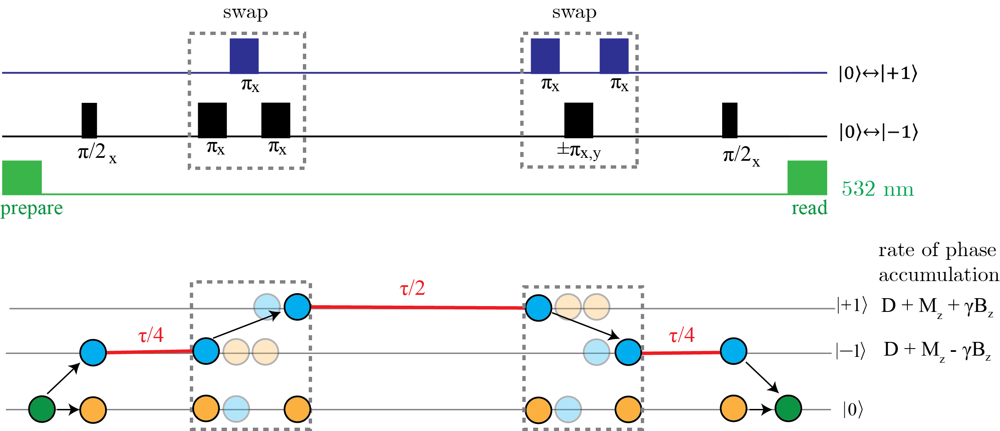 swap
swap
πx
πx
πx
|0⟩↔|+1⟩
π/2 x
πx
πx
±πx,y
π/2x
|0⟩↔|−1⟩
532 nm
prepare
read
rate of phase
accumulation
τ/2
|+1⟩ D + Mz + γBz
τ/4
τ/4
|−1⟩ D + Mz - γBz
|0⟩